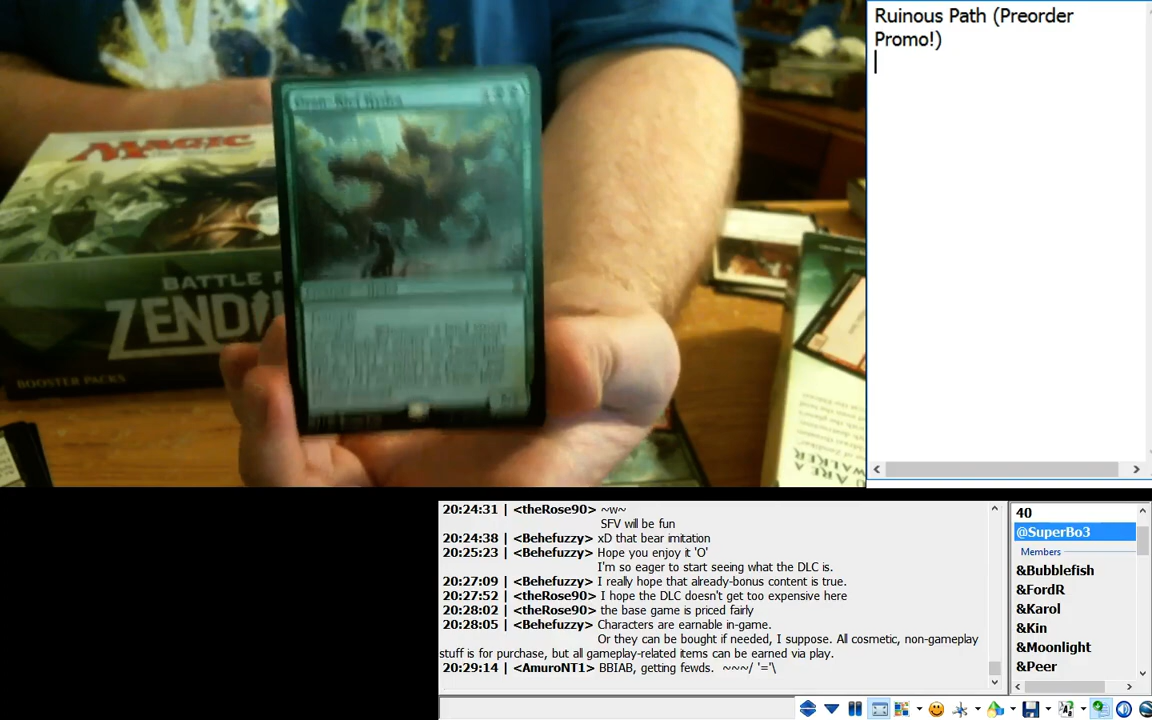 Ruinous Path (Preorder
Promo!)
Oran-Rief Hydra
MAGIC
BATTLE F
ZENDI
BOOSTER PACKS
ARE A
WALKER
20:24:31 | <theRose90> ~w~
SFV will be fun
20:24:38 | <Behefuzzy> xD that bear imitation
20:25:23 | <Behefuzzy> Hope you enjoy it 'O'
I'm so eager to start seeing what the DLC is.
20:27:09 | <Behefuzzy> I really hope that already-bonus content is true.
20:27:52 | <theRose90> I hope the DLC doesn't get too expensive here
20:28:02 | <theRose90> the base game is priced fairly
20:28:05 | <Behefuzzy> Characters are earnable in-game.
Or they can be bought if needed, I suppose. All cosmetic, non-gameplay
stuff is for purchase, but all gameplay-related items can be earned via play.
20:29:14 | <AmuroNT1> BBIAB, getting fewds. ~~~/ '='\
40
@SuperBo3
Members
&Bubblefish
&FordR
&Karol
&Kin
&Moonlight
&Peer